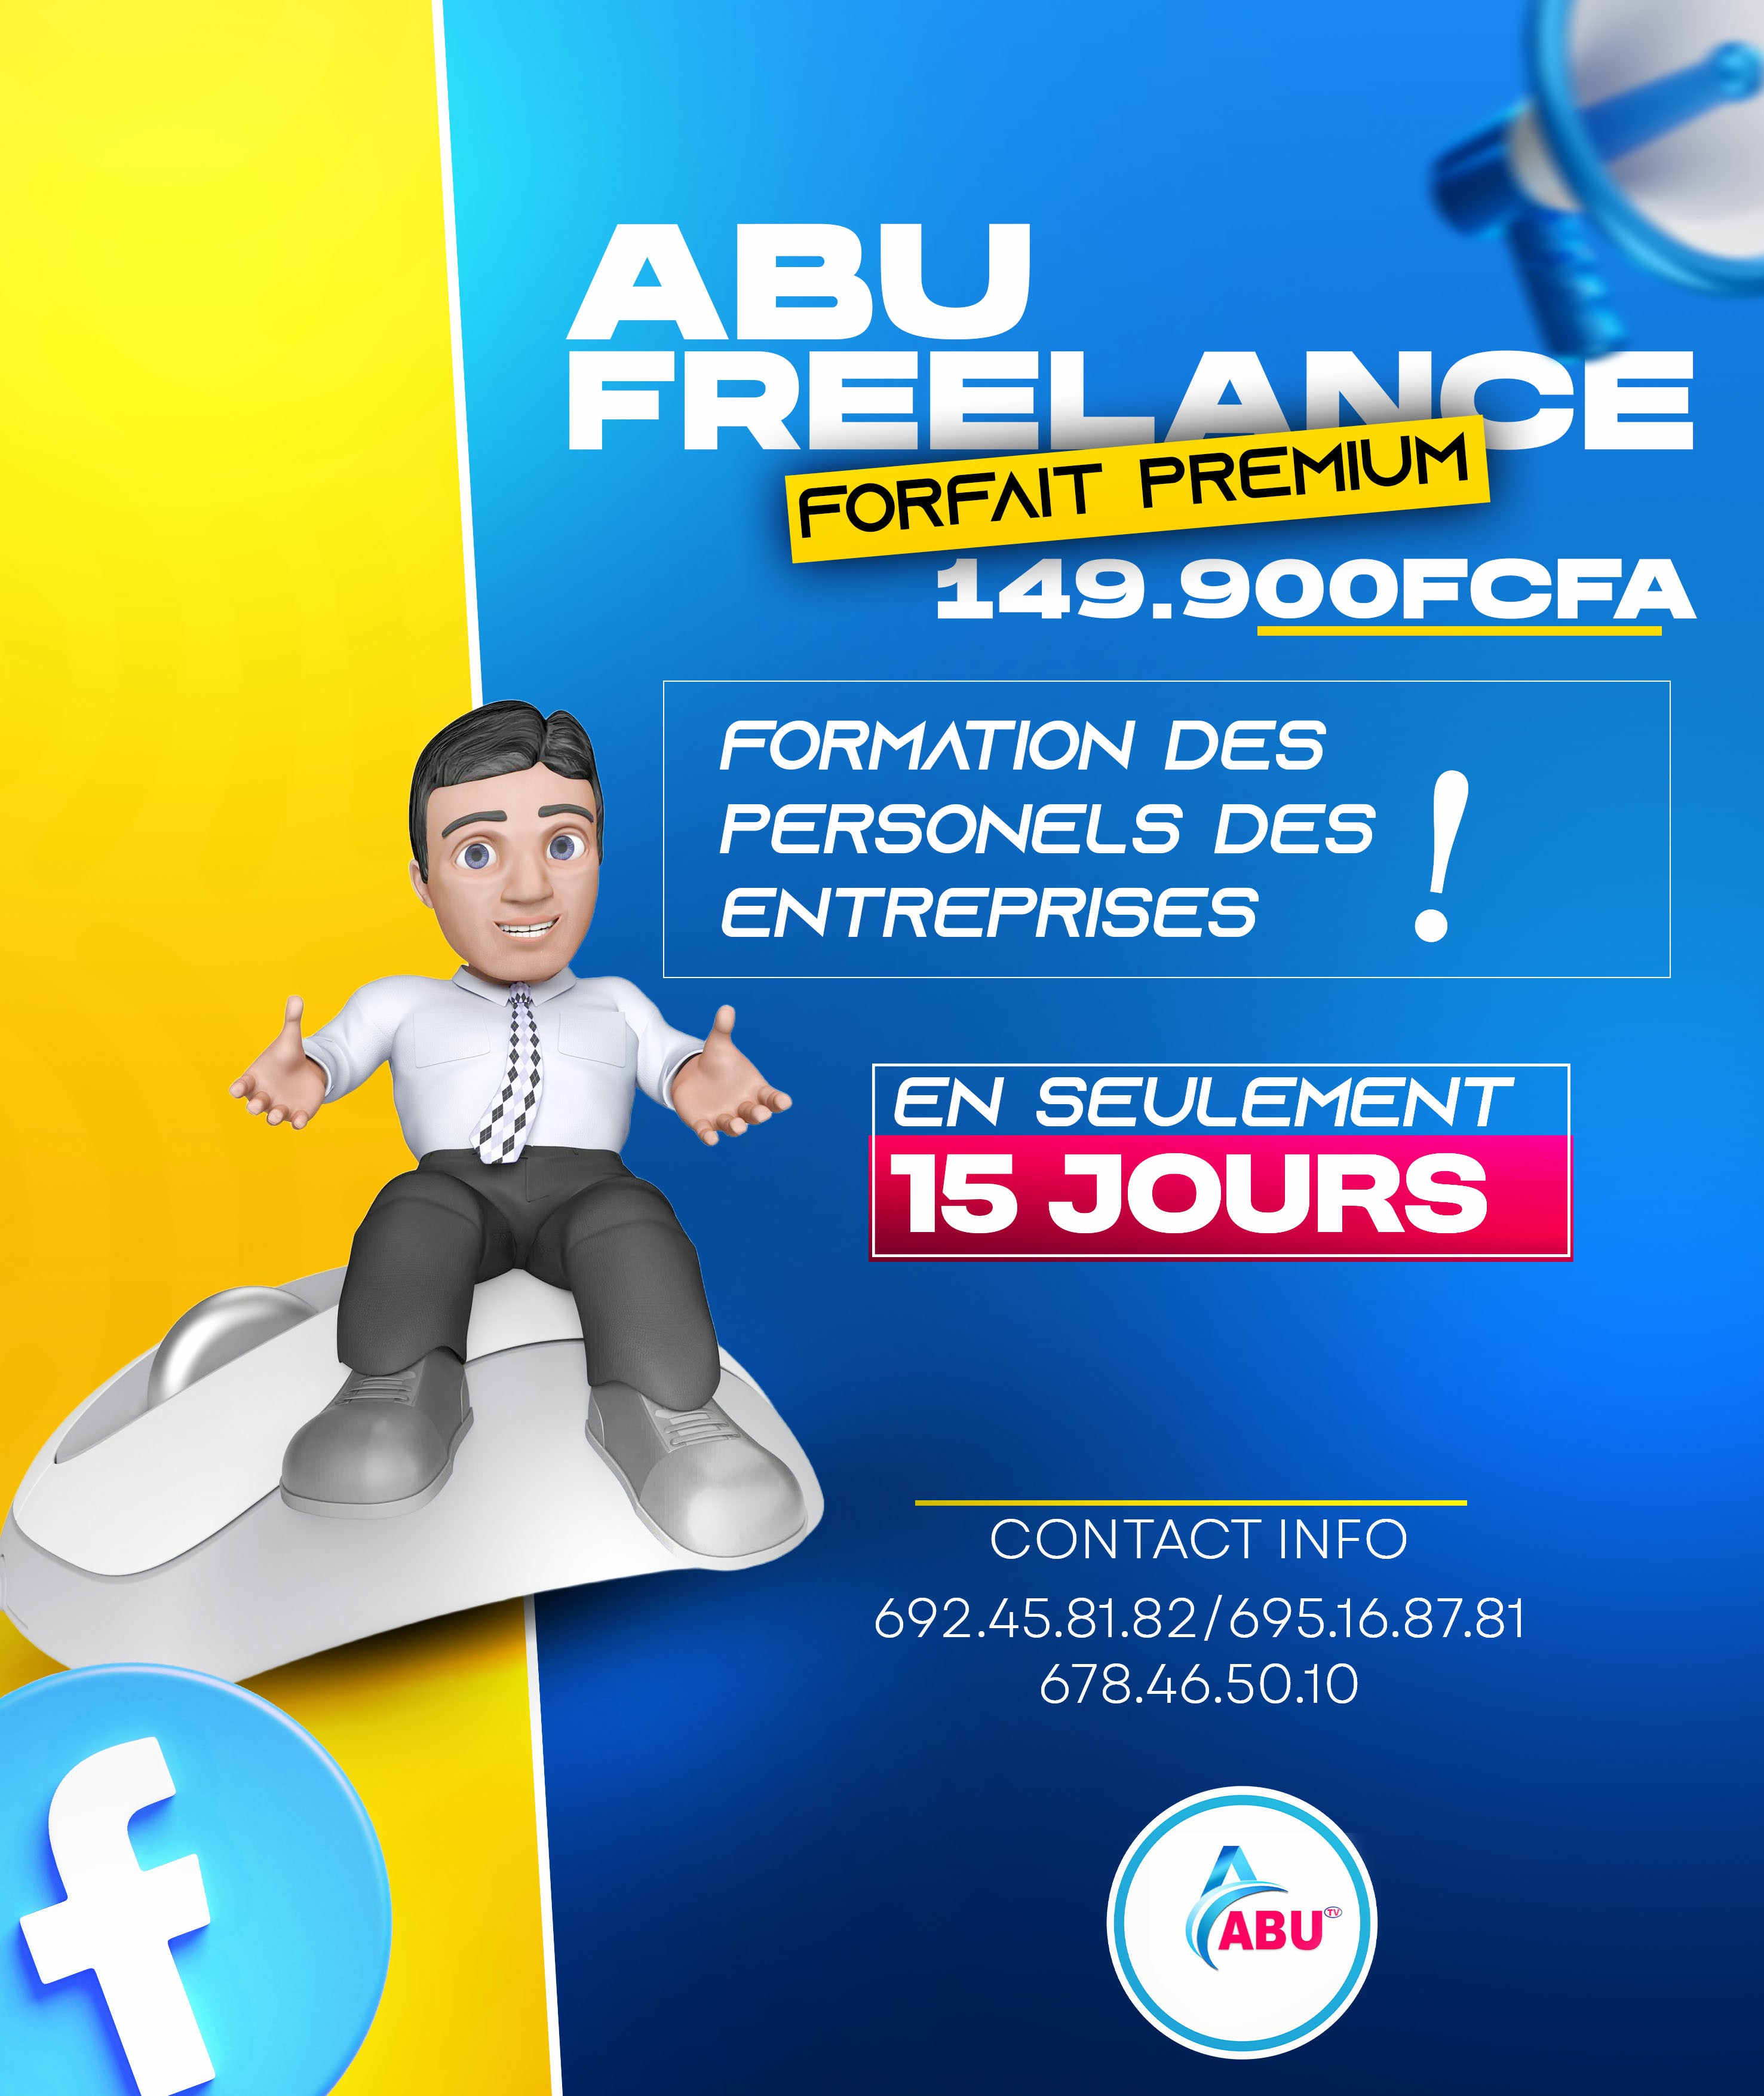 ABU
FREELANCE
FORFAIT PREMIUM
149.900FCFA
FORMATION DES
PERSONELS DES
ENTREPRISES !
EN SEULEMENT
15 JOURS
CONTACT INFO
692.45.81.82/695.16.87.81
678.46.50.10
f
ABU TV